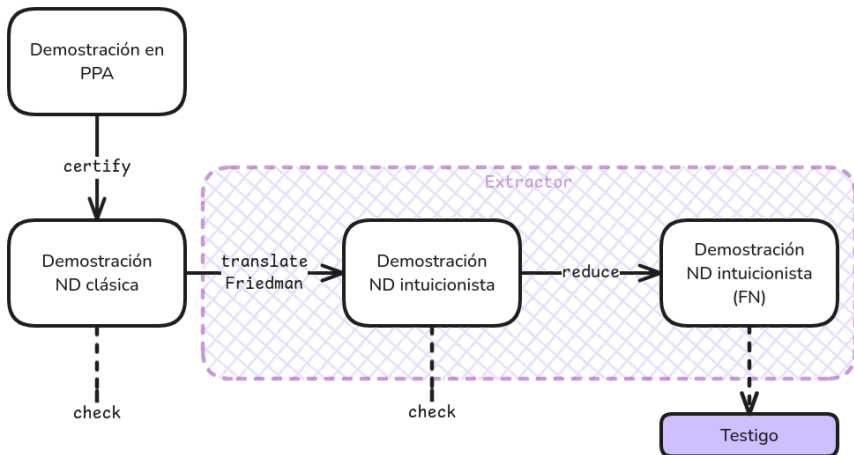 Demostración en
PPA
certify
Extractor
Demostración
ND clásica
translate
Friedman
Demostración
ND intuicionista
reduce
Demostración
ND intuicionista
(FN)
check
check
Testigo